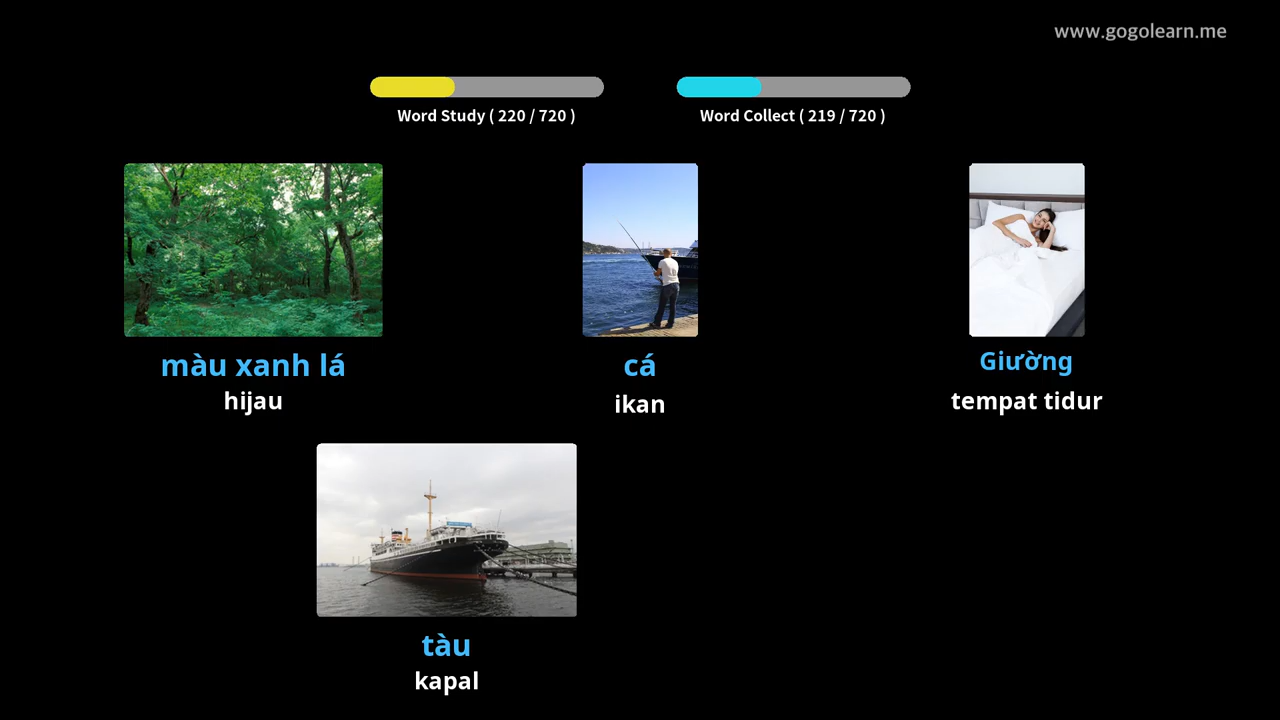 www.gogolearn.me
Word Study ( 220 / 720 )
Word Collect ( 219 / 720 )
màu xanh lá
hijau
cá
ikan
Giường
tempat tidur
tàu
kapal